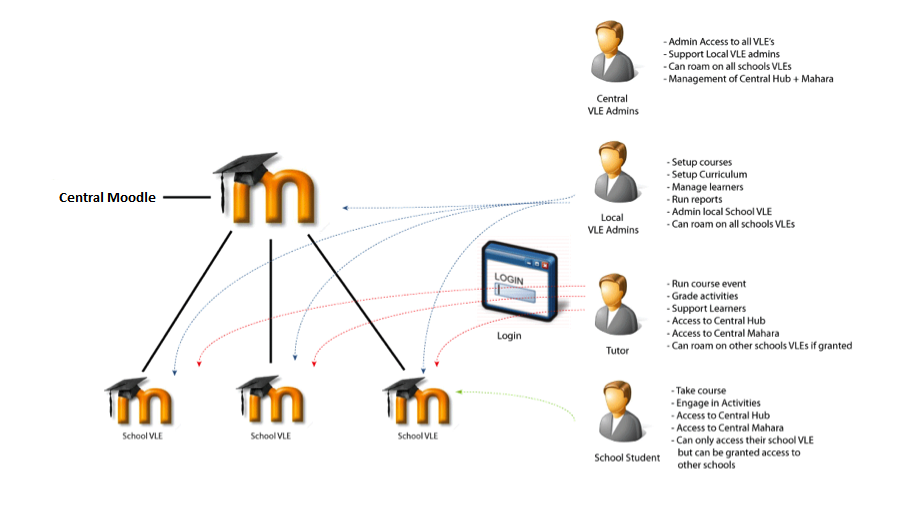 - Admin Access to all VLE's
- Support Local VLE admins
- Can roam on all schools VLEs
- Management of Central Hub + Mahara
Central
VLE Admins
Central Moodle
m
- Setup courses
- Setup Curriculum
- Manage learners
- Run reports
- Admin local School VLE
- Can roam on all schools VLEs
Local
VLE Admins
LOGIN
Login
- Run course event
- Grade activities
- Support Learners
- Access to Central Hub
- Access to Central Mahara
- Can roam on other schools VLEs if granted
Tutor
m
School VLE
m
School VLE
m
School VLE
- Take course
- Engage in Activities
- Access to Central Hub
- Access to Central Mahara
- Can only access their school VLE
but can be granted access to
other schools
School Student